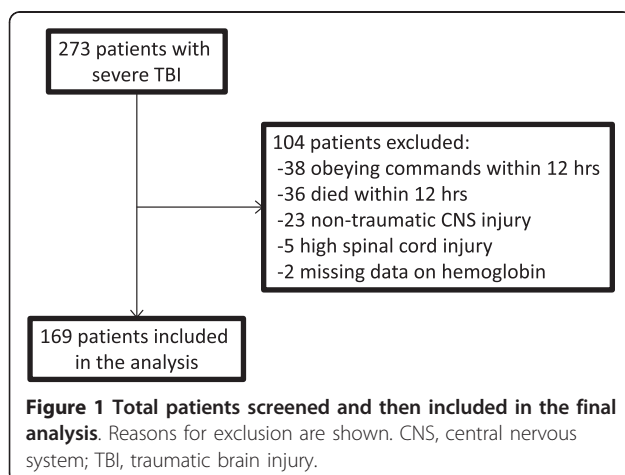 273 patients with
severe TBI
104 patients excluded:
-38 obeying commands within 12 hrs
-36 died within 12 hrs
-23 non-traumatic CNS injury
-5 high spinal cord injury
-2 missing data on hemoglobin
169 patients included
in the analysis
Figure 1 Total patients screened and then included in the final
analysis. Reasons for exclusion are shown. CNS, central nervous
system; TBI, traumatic brain injury.